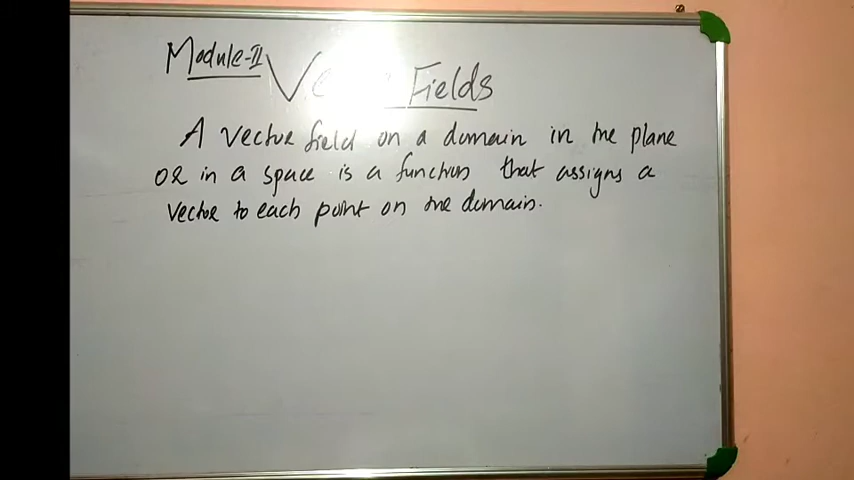 Module-II
Fields
A vector field on a domain in the plane
OR in a space is a function that assigns a
vector to each point on the domain.